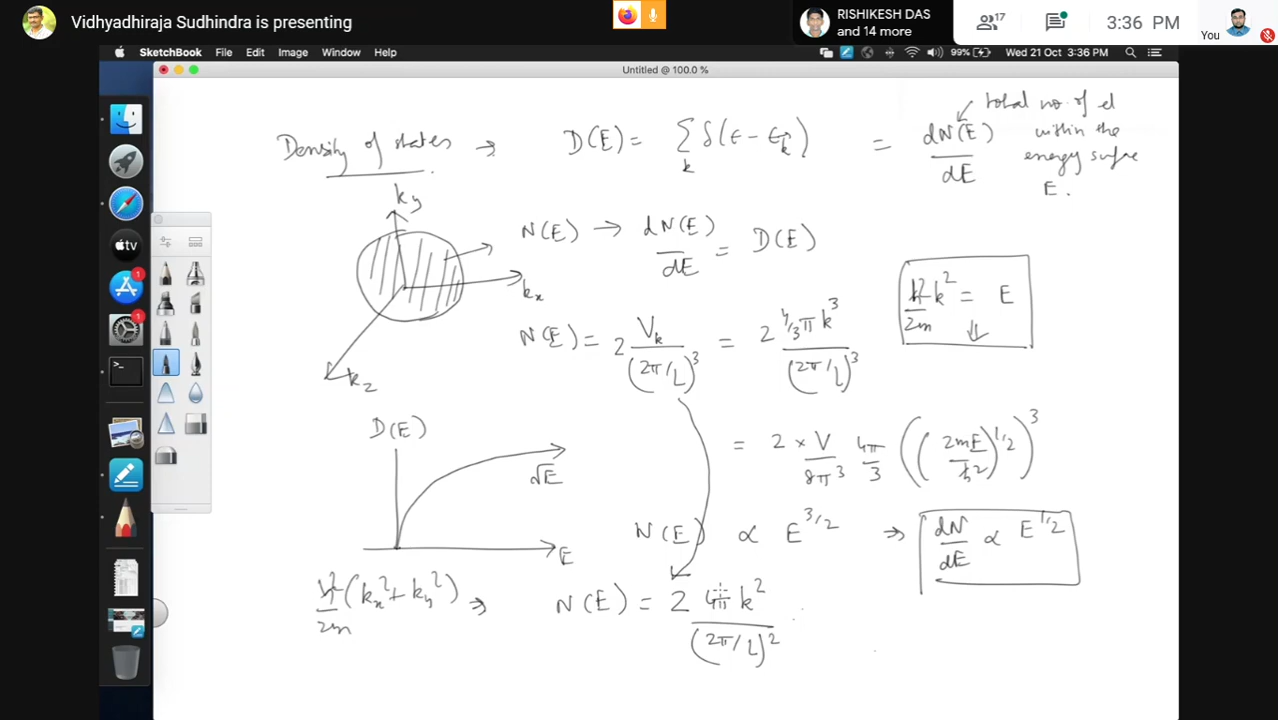 Vidhyadhiraja Sudhindra is presenting
RISHIKESH DAS
and 14 more
17
3:36 PM
You
SketchBook File Edit Image Window Help
99% Wed 21 Oct 3:36 PM
Untitled @ 100.0 %
Density of states → D(E) = ∑_k δ(ϵ - ϵ_k⃗) = dN(E)/dE
total no. of el
within the
energy surfae
E.
k_y
k_x
k_z
N(E) → dN(E)/dE = D(E)
ħ²k²/2m = E
N(E) = 2 V_k/(2π/L)³ = 2 4/3 π k³/(2π/L)³
= 2 × V/8π³ 4π/3 ((2mE/ħ²)^1/2)³
D(E)
√E
E
N(E) ∝ E^3/2 ⇒ dN/dE ∝ E^1/2
ħ²/2m (k_x² + k_y²) → N(E) = 2 4π k²/(2π/L)²